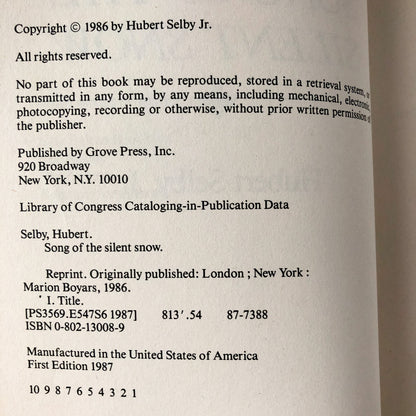 Copyright © 1986 by Hubert Selby Jr.
All rights reserved.
No part of this book may be reproduced, stored in a retrieval system, or
transmitted in any form, by any means, including mechanical, electronic,
photocopying, recording or otherwise, without prior written permission of
the publisher.
Published by Grove Press, Inc.
920 Broadway
New York, N.Y. 10010
Library of Congress Cataloging-in-Publication Data
Selby, Hubert.
Song of the silent snow.
Reprint. Originally published: London ; New York :
Marion Boyars, 1986.
I. Title.
[PS3569.E547S6 1987] 813'.54 87-7388
ISBN 0-802-13008-9
Manufactured in the United States of America
First Edition 1987
10 9 8 7 6 5 4 3 2 1